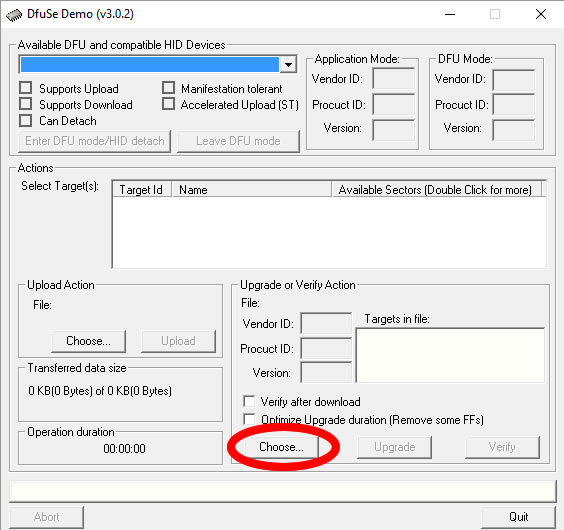 DfuSe Demo (v3.0.2)
Available DFU and compatible HID Devices
Supports Upload
Manifestation tolerant
Supports Download
Accelerated Upload (ST)
Can Detach
Enter DFU mode/HID detach
Leave DFU mode
Application Mode:
Vendor ID:
Procuct ID:
Version:
DFU Mode:
Vendor ID:
Procuct ID:
Version:
Actions
Select Target(s):
Target Id
Name
Available Sectors (Double Click for more)
Upload Action
File:
Choose...
Upload
Transferred data size
0 KB(0 Bytes) of 0 KB(0 Bytes)
Operation duration
00:00:00
Upgrade or Verify Action
File:
Vendor ID:
Procuct ID:
Version:
Targets in file:
Verify after download
Optimize Upgrade duration (Remove some FFs)
Choose...
Upgrade
Verify
Abort
Quit